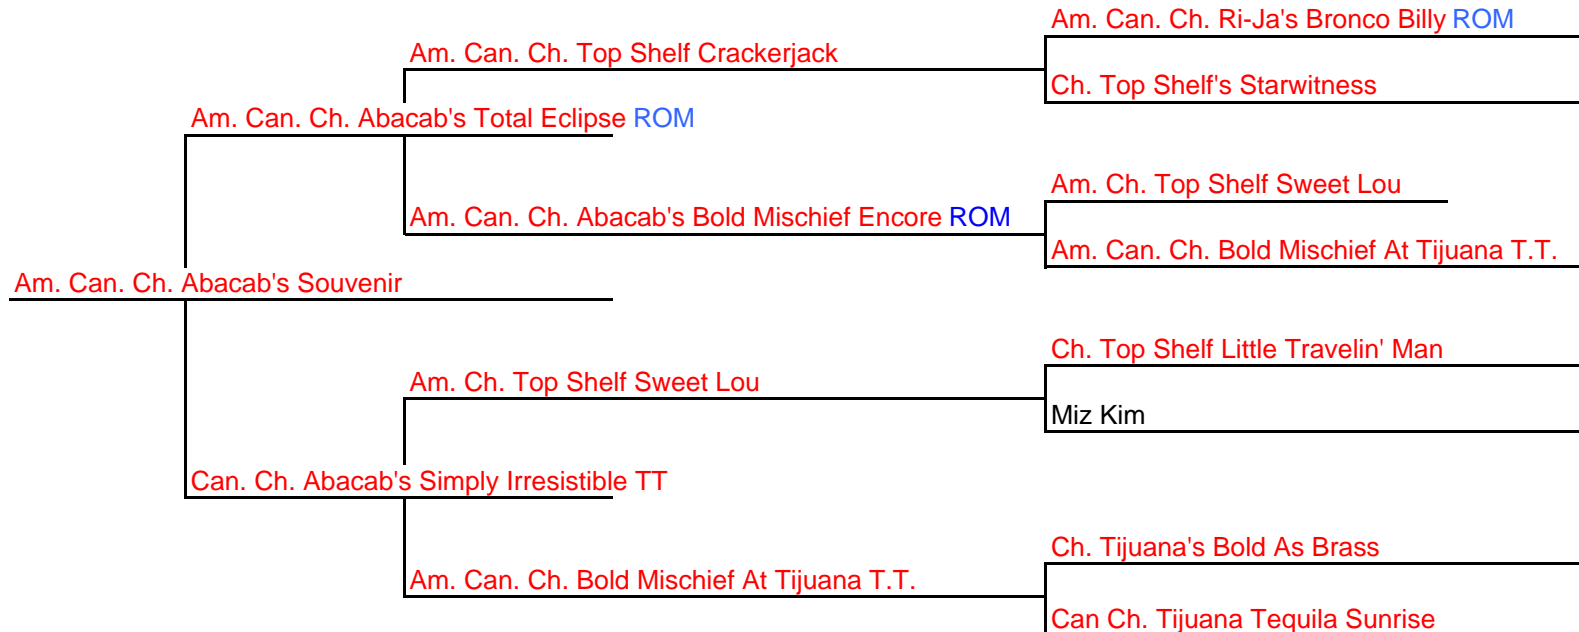 Am. Can. Ch. Ri-Ja's Bronco Billy ROM
Am. Can. Ch. Top Shelf Crackerjack
Ch. Top Shelf's Starwitness
Am. Can. Ch. Abacab's Total Eclipse ROM
Am. Ch. Top Shelf Sweet Lou
Am. Can. Ch. Abacab's Bold Mischief Encore ROM
Am. Can. Ch. Bold Mischief At Tijuana T.T.
Am. Can. Ch. Abacab's Souvenir
Ch. Top Shelf Little Travelin' Man
Am. Ch. Top Shelf Sweet Lou
Miz Kim
Can. Ch. Abacab's Simply Irresistible TT
Ch. Tijuana's Bold As Brass
Am. Can. Ch. Bold Mischief At Tijuana T.T.
Can Ch. Tijuana Tequila Sunrise